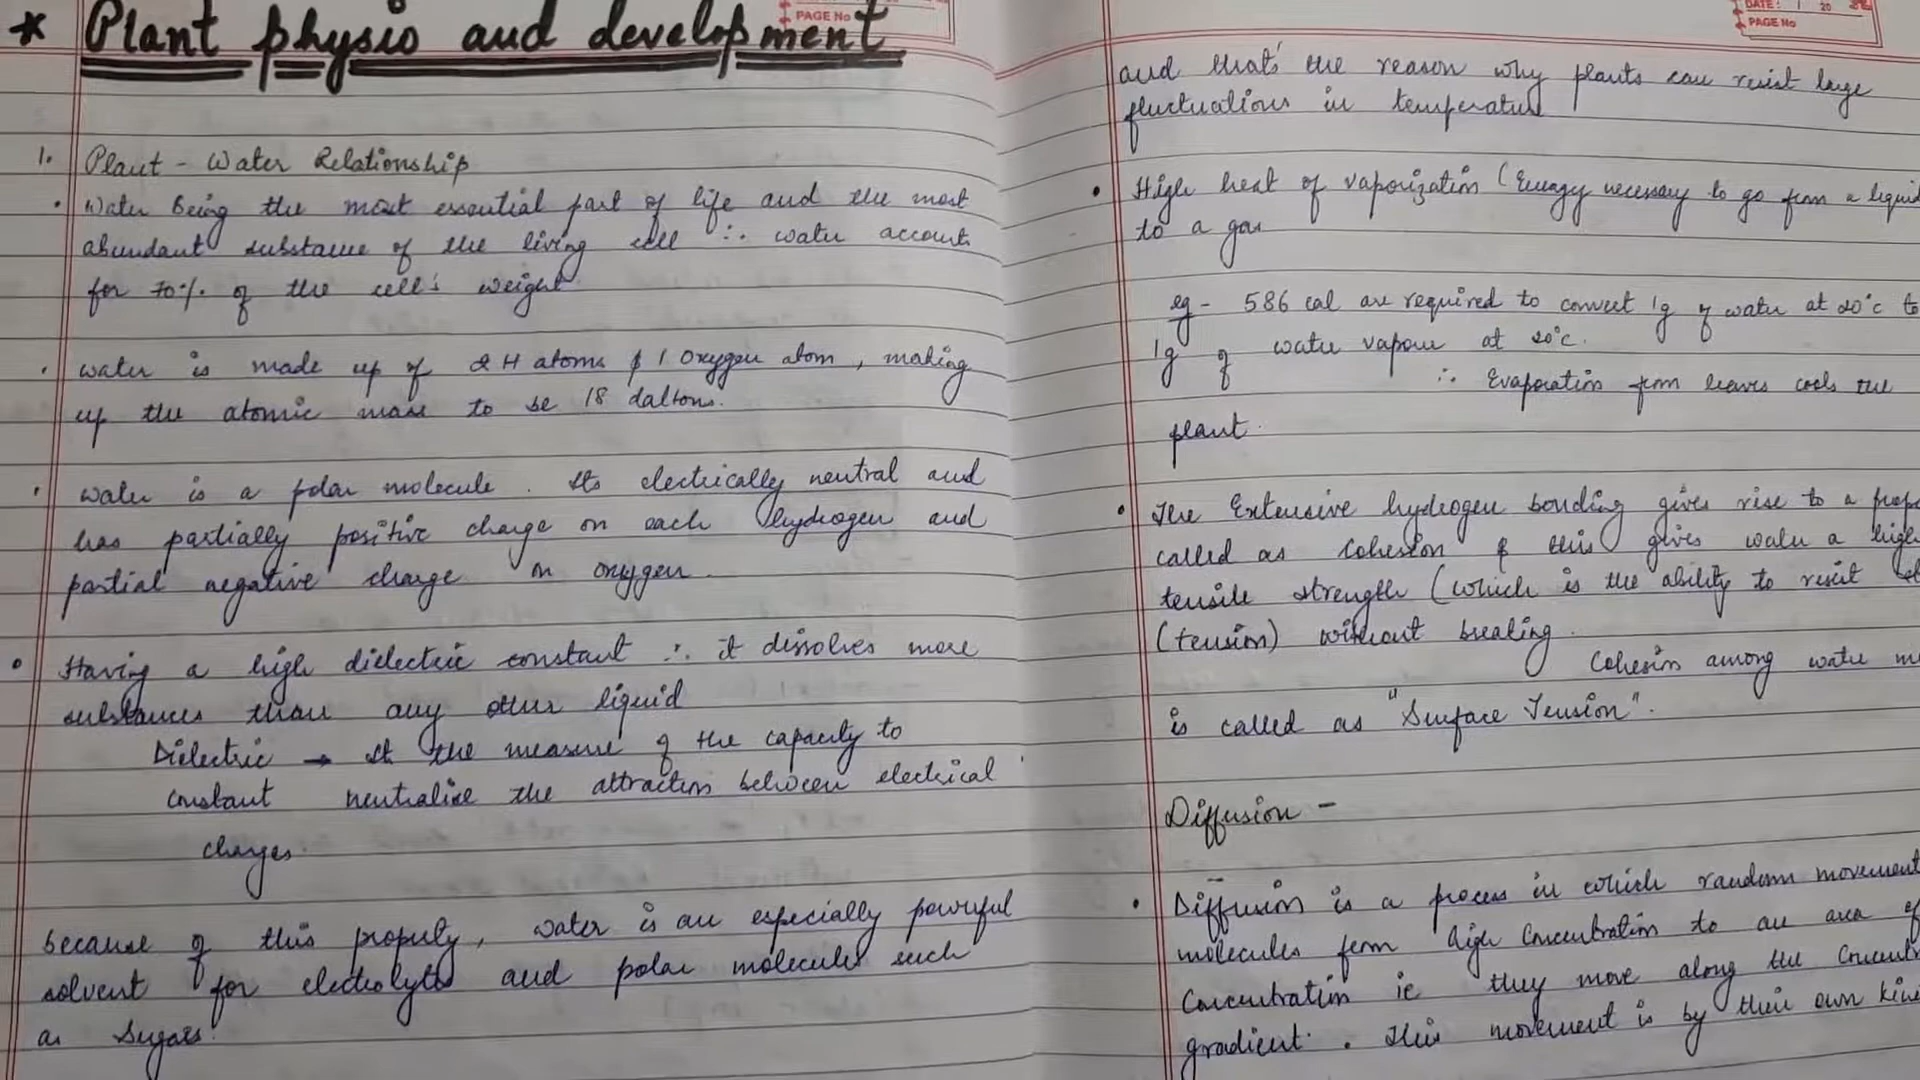 PAGE No
* Plant physio and development
1. Plant - Water Relationship
• Water being the most essential part of life and the most
abundant substance of the living cell ∴ water account
for 70% of the cell's weight.
• water is made up of 2 H atoms & 1 Oxygen atom, making
up the atomic mass to be 18 daltons.
• water is a polar molecule. Its electrically neutral and
has partially positive charge on each hydrogen and
partial negative charge on oxygen.
• Having a high dielectric constant ∴ it dissolves more
substances than any other liquid
Dielectric → It the measure of the capacity to
constant neutralise the attraction between electrical
charges.
because of this property, water is an especially powerful
solvent for electrolytes and polar molecules such
as sugars.
DATE: 20
PAGE No
and that's the reason why plants can resist large
fluctuations in temperature
• High heat of vaporization (Energy necessary to go from a liquid
to a gas
eg - 586 cal are required to convert 1g of water at 20°c to
1g of water vapour at 20°c.
∴ Evaporation from leaves cools the
plant.
• The Extensive hydrogen bonding gives rise to a prope
called as Cohesion & this gives water a high
tensile strength (which is the ability to resist
(tension) without breaking.
Cohesin among water m
is called as "Surface Tension".
Diffusion -
• Diffusion is a process in which random movement
molecules from high Concentration to an area of
Concentration ie they move along the Concent
gradient. This movement is by their own kine